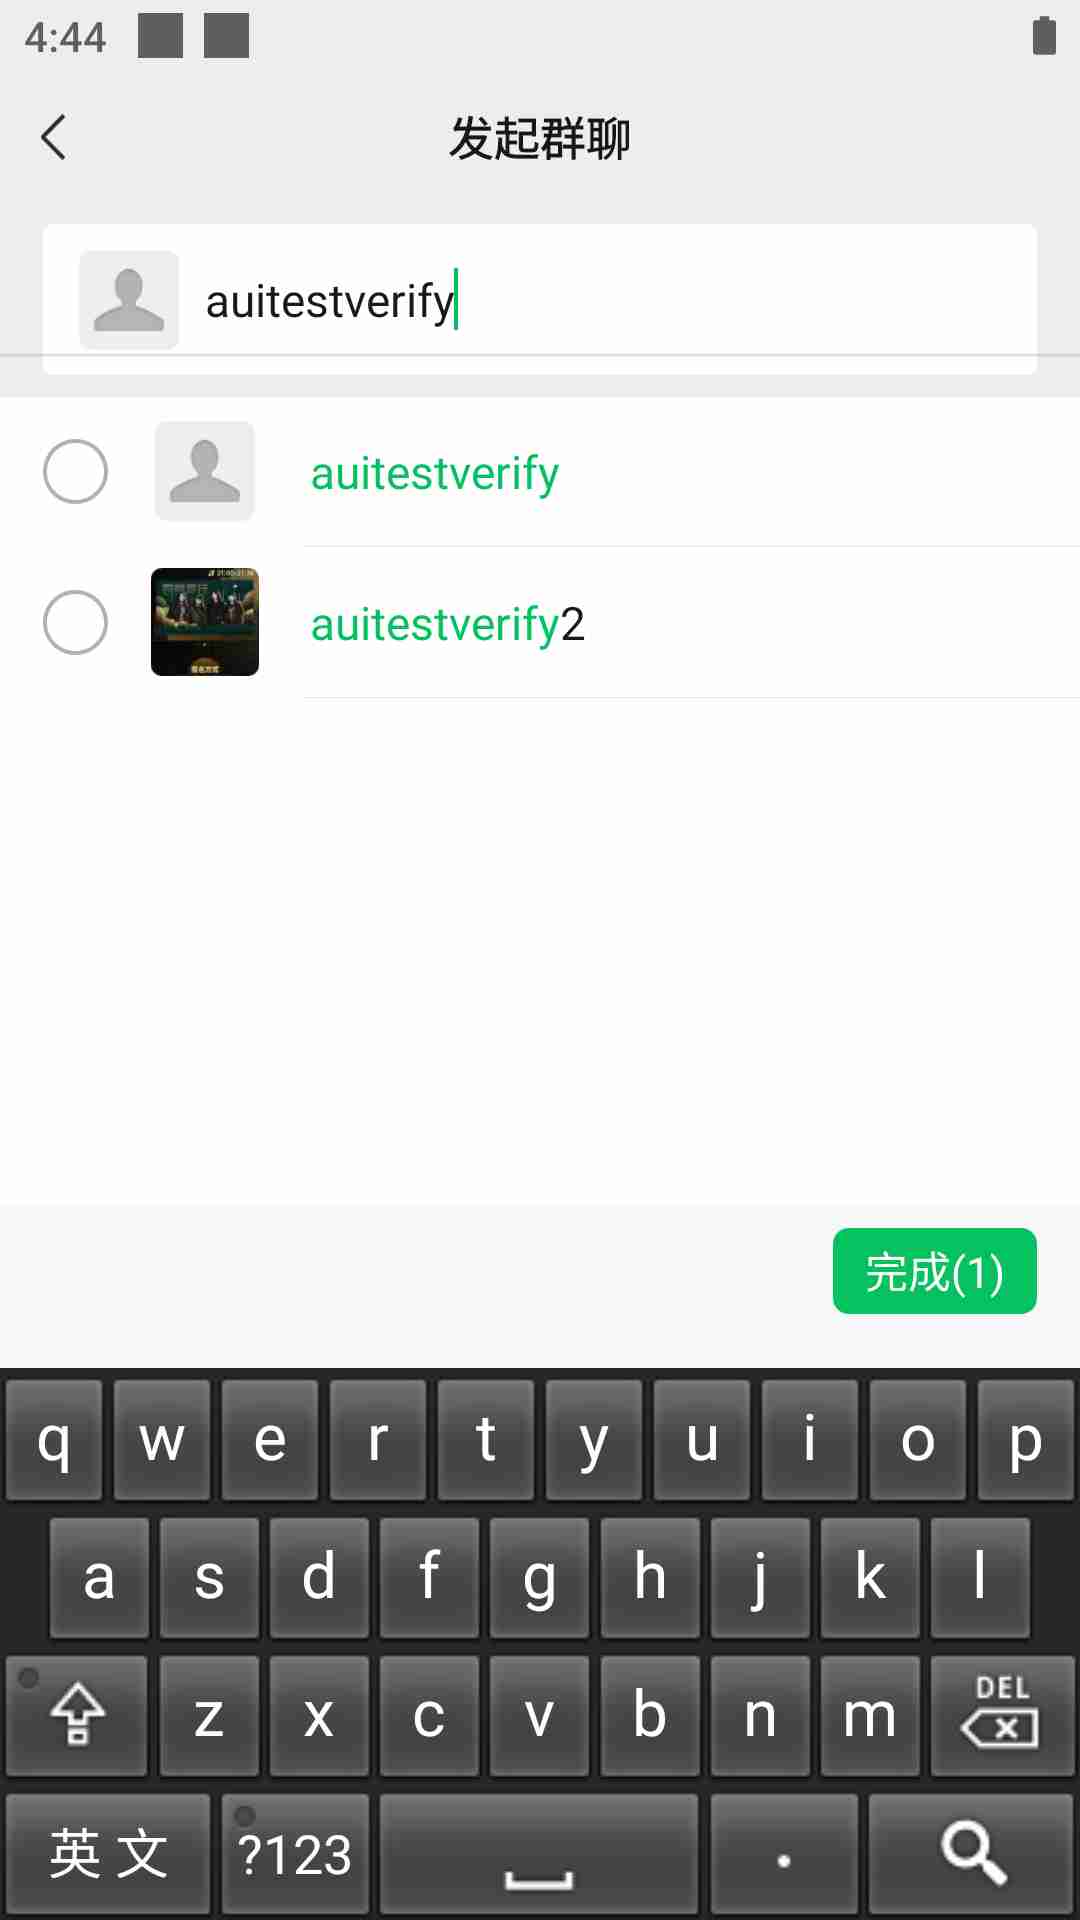 4:44
发起群聊
auitestverify
auitestverify
auitestverify2
完成(1)
q w e r t y u i o p
a s d f g h j k l
z x c v b n m DEL
英文 ?123 .